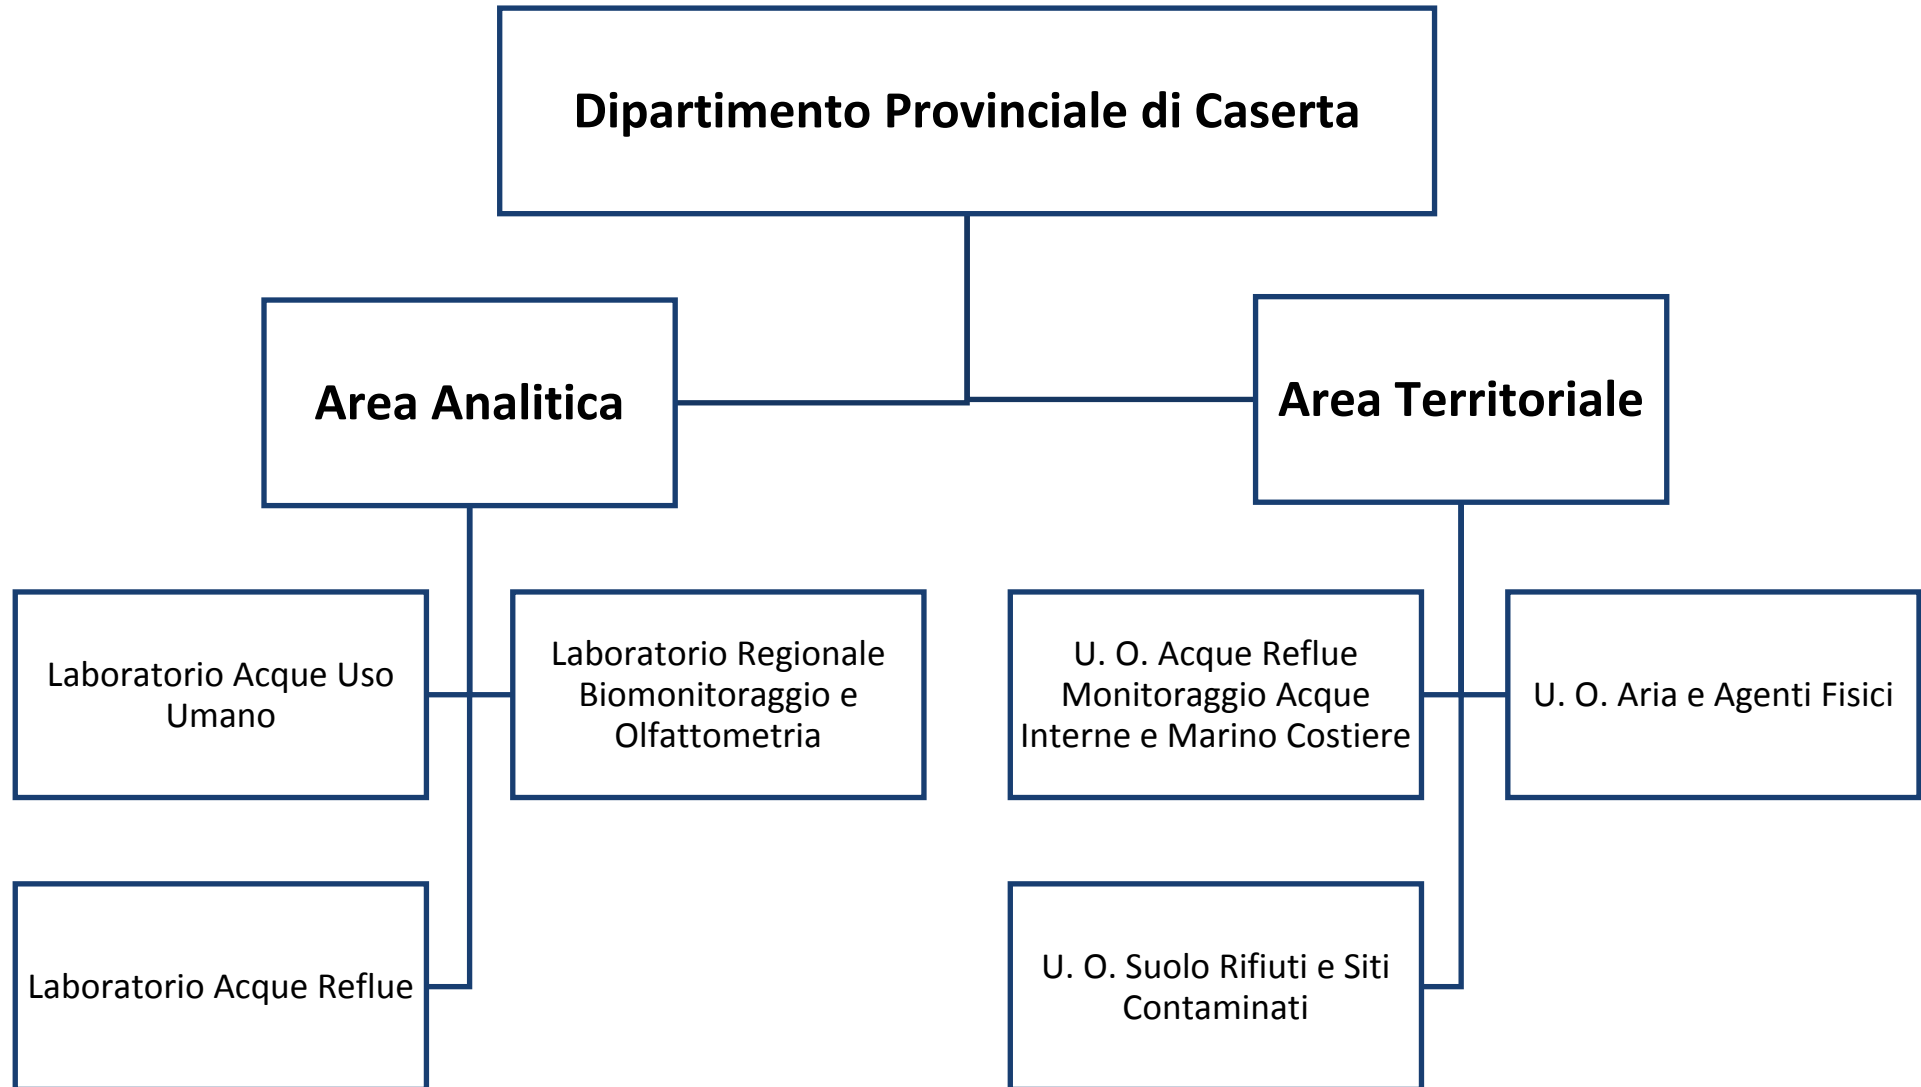 Dipartimento Provinciale di Caserta
Area Analitica
Area Territoriale
Laboratorio Acque Uso
Umano
Laboratorio Regionale
Biomonitoraggio e
Olfattometria
U. O. Acque Reflue
Monitoraggio Acque
Interne e Marino Costiere
U. O. Aria e Agenti Fisici
Laboratorio Acque Reflue
U. O. Suolo Rifiuti e Siti
Contaminati